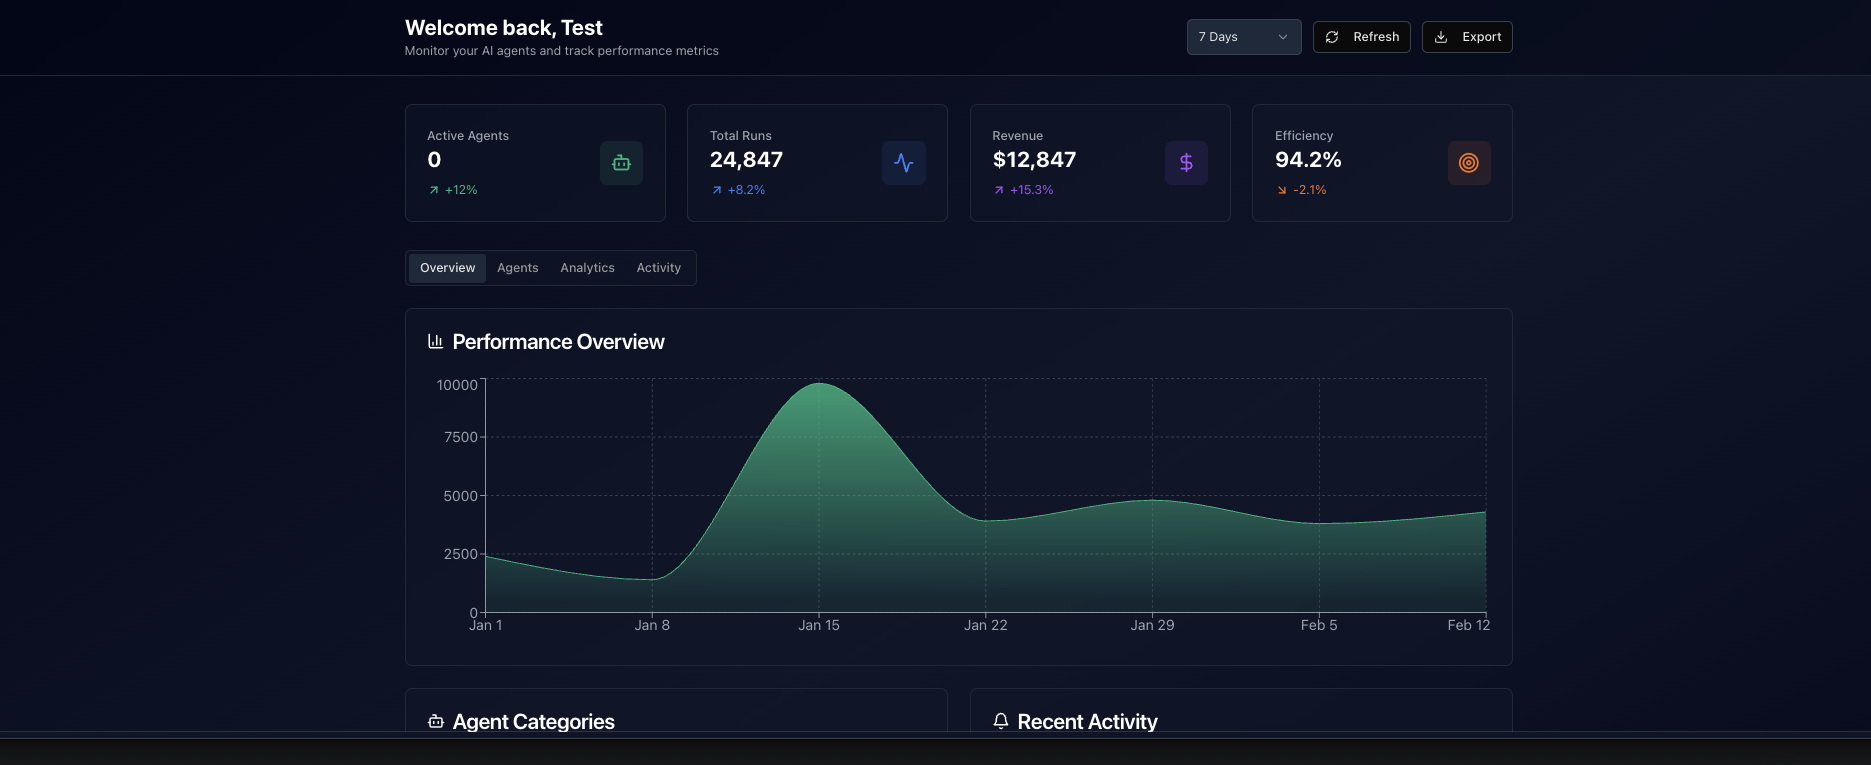 Welcome back, Test
Monitor your AI agents and track performance metrics
7 Days
Refresh
Export
Active Agents
0
+12%
Total Runs
24,847
+8.2%
Revenue
$12,847
+15.3%
Efficiency
94.2%
-2.1%
Overview
Agents
Analytics
Activity
Performance Overview
10000
7500
5000
2500
0
Jan 1
Jan 8
Jan 15
Jan 22
Jan 29
Feb 5
Feb 12
Agent Categories
Recent Activity